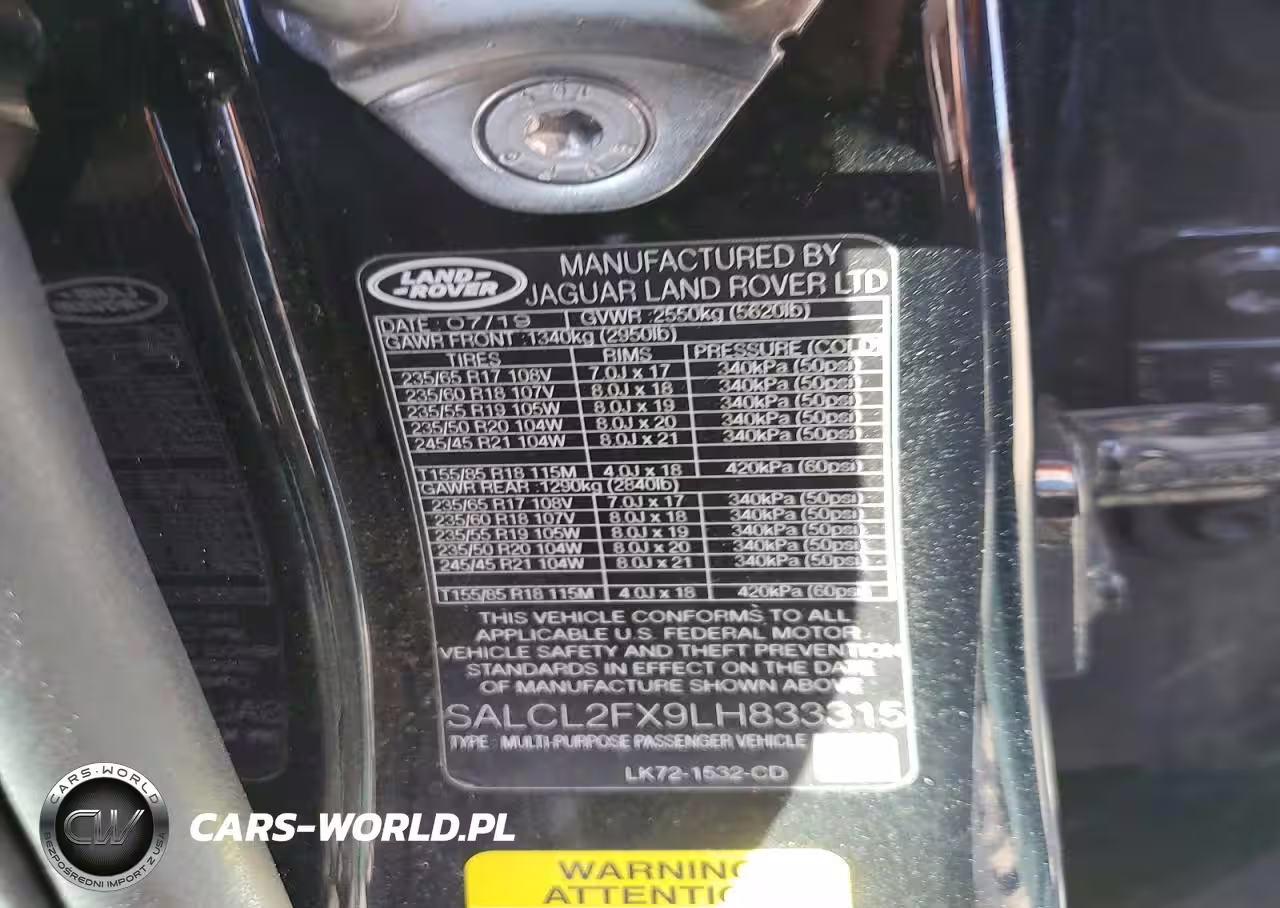 LAND-
-ROVER
MANUFACTURED BY
JAGUAR LAND ROVER LTD
DATE : 07/19 GVWR : 2550kg (5620lb)
GAWR FRONT : 1340kg (2950lb)
TIRES RIMS PRESSURE (COLD)
235/65 R17 108V 7.0J x 17 340kPa (50psi)
235/60 R18 107V 8.0J x 18 340kPa (50psi)
235/55 R19 105W 8.0J x 19 340kPa (50psi)
235/50 R20 104W 8.0J x 20 340kPa (50psi)
245/45 R21 104W 8.0J x 21 340kPa (50psi)
T155/85 R18 115M 4.0J x 18 420kPa (60psi)
GAWR REAR : 1290kg (2840lb)
235/65 R17 108V 7.0J x 17 340kPa (50psi)
235/60 R18 107V 8.0J x 18 340kPa (50psi)
235/55 R19 105W 8.0J x 19 340kPa (50psi)
235/50 R20 104W 8.0J x 20 340kPa (50psi)
245/45 R21 104W 8.0J x 21 340kPa (50psi)
T155/85 R18 115M 4.0J x 18 420kPa (60psi)
THIS VEHICLE CONFORMS TO ALL
APPLICABLE U.S. FEDERAL MOTOR
VEHICLE SAFETY AND THEFT PREVENTION
STANDARDS IN EFFECT ON THE DATE
OF MANUFACTURE SHOWN ABOVE
SALCL2FX9LH833315
TYPE : MULTI-PURPOSE PASSENGER VEHICLE
LK72-1532-CD
CARS-WORLD
CW
BEZPOŚREDNI IMPORT Z USA
CARS-WORLD.PL
WARNING
ATTENTIO